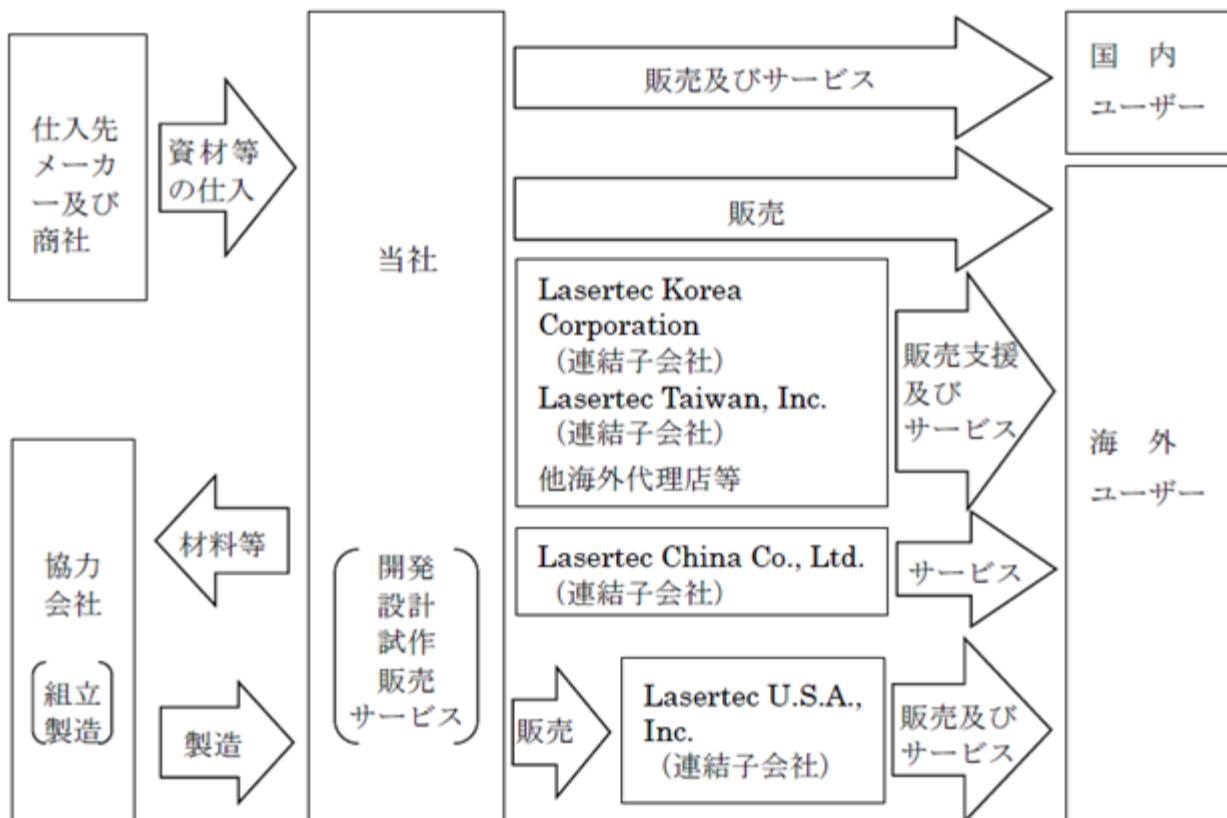 仕入先
メーカ
ー及び
商社
資材等
の仕入
協力
会社
組立
製造
材料等
製造
当社
開発
設計
試作
販売
サービス
販売及びサービス
販売
Lasertec Korea
Corporation
（連結子会社）
Lasertec Taiwan, Inc.
（連結子会社）
他海外代理店等
販売支援
及び
サービス
Lasertec China Co., Ltd.
（連結子会社）
サービス
販売
Lasertec U.S.A.,
Inc.
（連結子会社）
販売及び
サービス
国　内
ユーザー
海　外
ユーザー